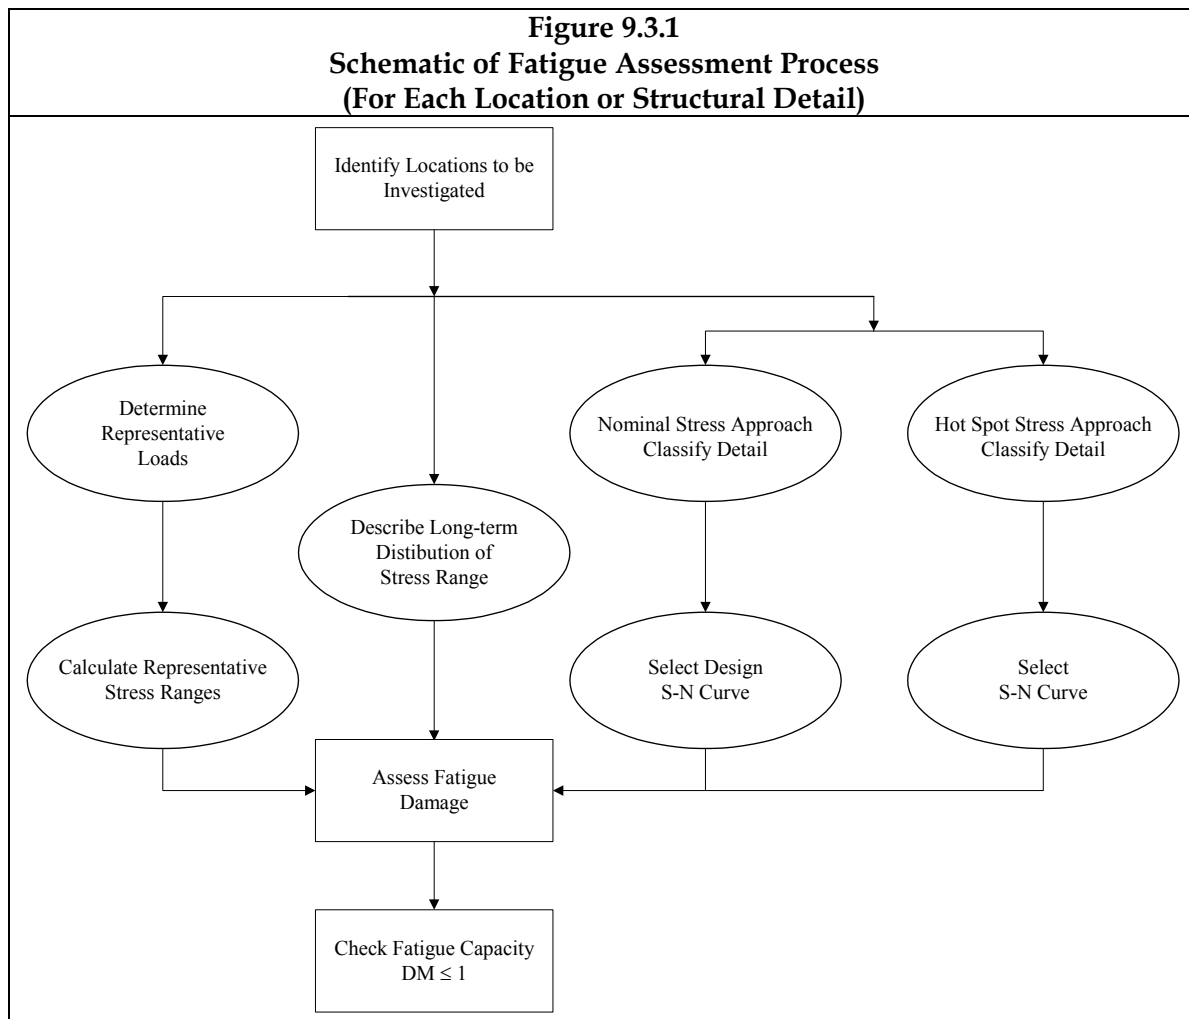 Figure 9.3.1
Schematic of Fatigue Assessment Process
(For Each Location or Structural Detail)
Identify Locations to be
Investigated
Determine
Representative
Loads
Nominal Stress Approach
Classify Detail
Hot Spot Stress Approach
Classify Detail
Describe Long-term
Distibution of
Stress Range
Calculate Representative
Stress Ranges
Select Design
S-N Curve
Select
S-N Curve
Assess Fatigue
Damage
Check Fatigue Capacity
DM ≤ 1